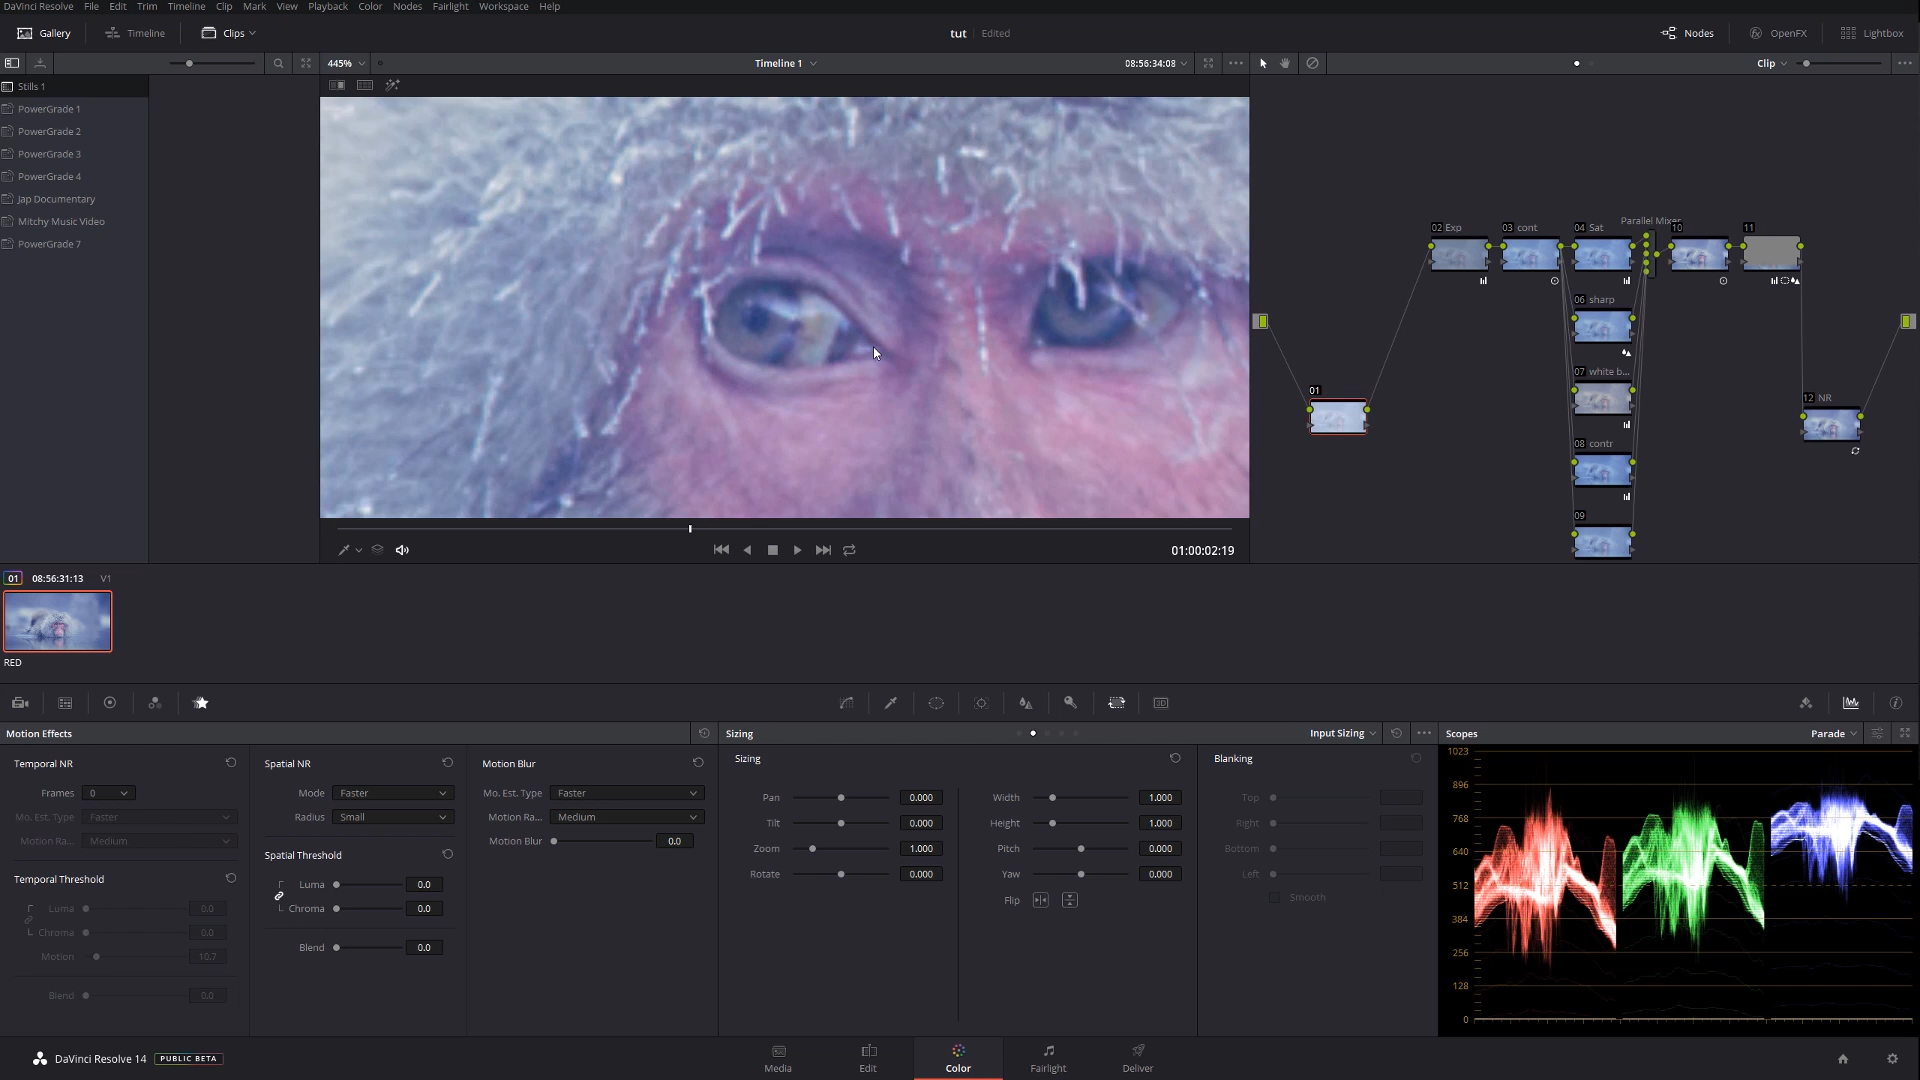 DaVinci Resolve File Edit Trim Timeline Clip Mark View Playback Color Nodes Fairlight Workspace Help
Gallery Timeline Clips tut Edited Nodes OpenFX Lightbox
445% Timeline 1 08:56:34:08 Clip
Stills 1
PowerGrade 1
PowerGrade 2
PowerGrade 3
PowerGrade 4
Jap Documentary
Mitchy Music Video
PowerGrade 7
Parallel Mixer
02 Exp 03 cont 04 Sat 10 11
06 sharp
07 white b...
01 12 NR
08 contr
09
01:00:02:19
01 08:56:31:13 V1
RED
Motion Effects Sizing Input Sizing Scopes Parade
Temporal NR Spatial NR Motion Blur Sizing Blanking
Frames 0 Mode Faster Mo. Est. Type Faster Pan 0.000 Width 1.000 Top
Mo. Est. Type Faster Radius Small Motion Ra... Medium Tilt 0.000 Height 1.000 Right
Motion Ra... Medium Motion Blur 0.0 Zoom 1.000 Pitch 0.000 Bottom
Spatial Threshold Rotate 0.000 Yaw 0.000 Left
Temporal Threshold Luma 0.0 Flip Smooth
Luma 0.0 Chroma 0.0
Chroma 0.0 Blend 0.0
Motion 10.7
Blend 0.0
1023
896
768
640
512
384
256
128
0
DaVinci Resolve 14 PUBLIC BETA Media Edit Color Fairlight Deliver
3D